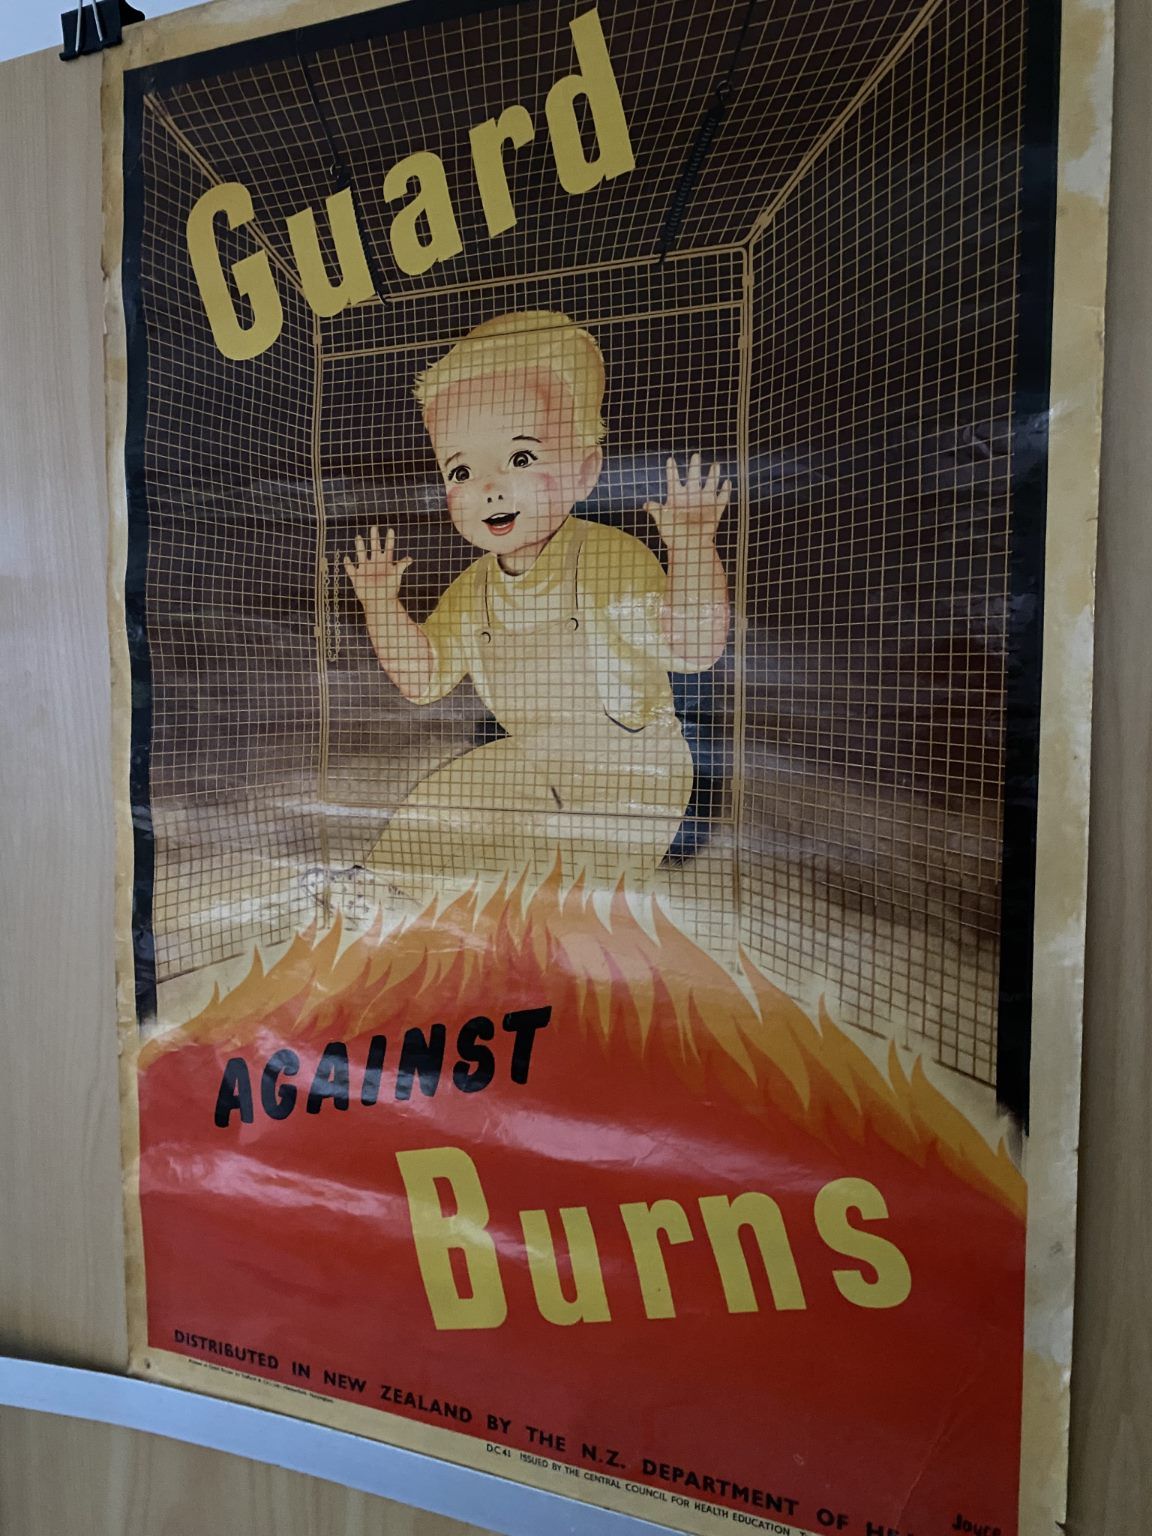 Guard
AGAINST
Burns
DISTRIBUTED IN NEW ZEALAND BY THE N.Z. DEPARTMENT OF
D.C.41 ISSUED BY THE CENTRAL COUNCIL FOR HEALTH EDUCATION